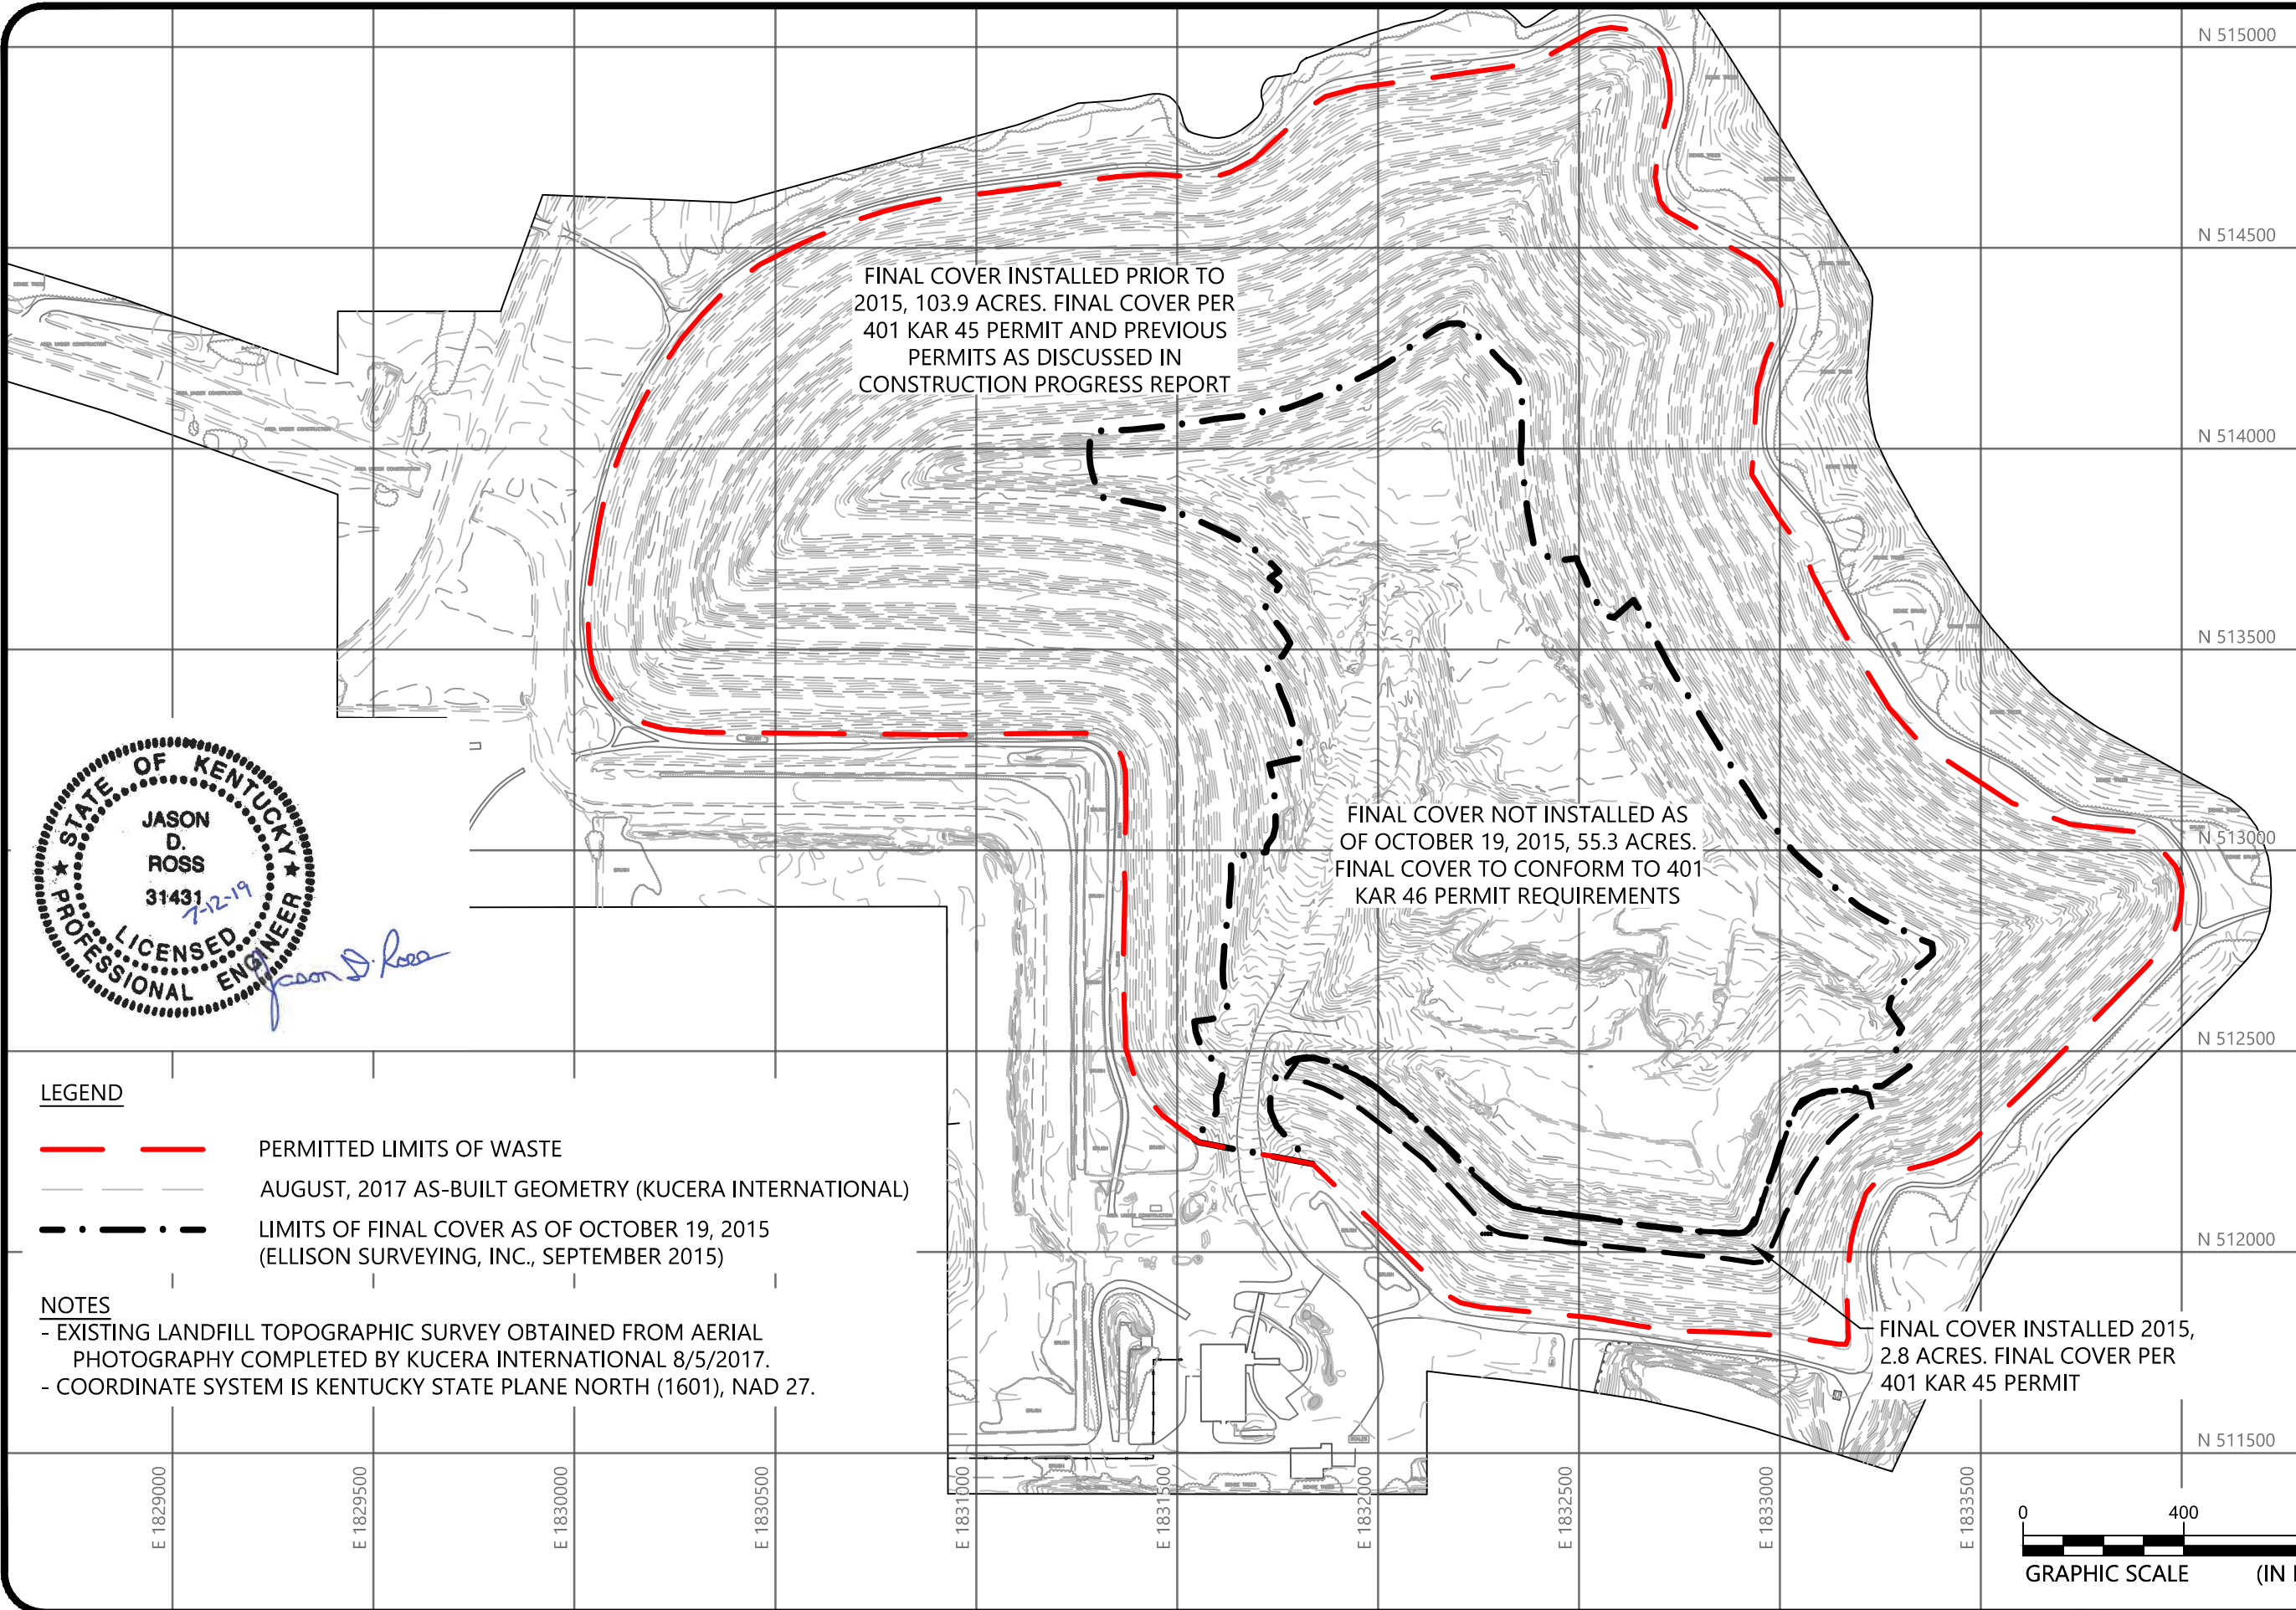 N 515000
N 514500
FINAL COVER INSTALLED PRIOR TO
2015, 103.9 ACRES. FINAL COVER PER
401 KAR 45 PERMIT AND PREVIOUS
PERMITS AS DISCUSSED IN
CONSTRUCTION PROGRESS REPORT
N 514000
N 513500
FINAL COVER NOT INSTALLED AS
OF OCTOBER 19, 2015, 55.3 ACRES.
FINAL COVER TO CONFORM TO 401
KAR 46 PERMIT REQUIREMENTS
N 513000
STATE OF KENTUCKY
JASON
D.
ROSS
31431
7-12-19
LICENSED
PROFESSIONAL ENGINEER
Jason D. Ross
N 512500
LEGEND
PERMITTED LIMITS OF WASTE
AUGUST, 2017 AS-BUILT GEOMETRY (KUCERA INTERNATIONAL)
LIMITS OF FINAL COVER AS OF OCTOBER 19, 2015
(ELLISON SURVEYING, INC., SEPTEMBER 2015)
N 512000
NOTES
- EXISTING LANDFILL TOPOGRAPHIC SURVEY OBTAINED FROM AERIAL
PHOTOGRAPHY COMPLETED BY KUCERA INTERNATIONAL 8/5/2017.
- COORDINATE SYSTEM IS KENTUCKY STATE PLANE NORTH (1601), NAD 27.
FINAL COVER INSTALLED 2015,
2.8 ACRES. FINAL COVER PER
401 KAR 45 PERMIT
N 511500
E 1829000
E 1829500
E 1830000
E 1830500
E 1831000
E 1831500
E 1832000
E 1832500
E 1833000
E 1833500
0 400
GRAPHIC SCALE (IN